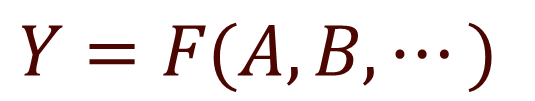 Y = F(A, B, ⋯)